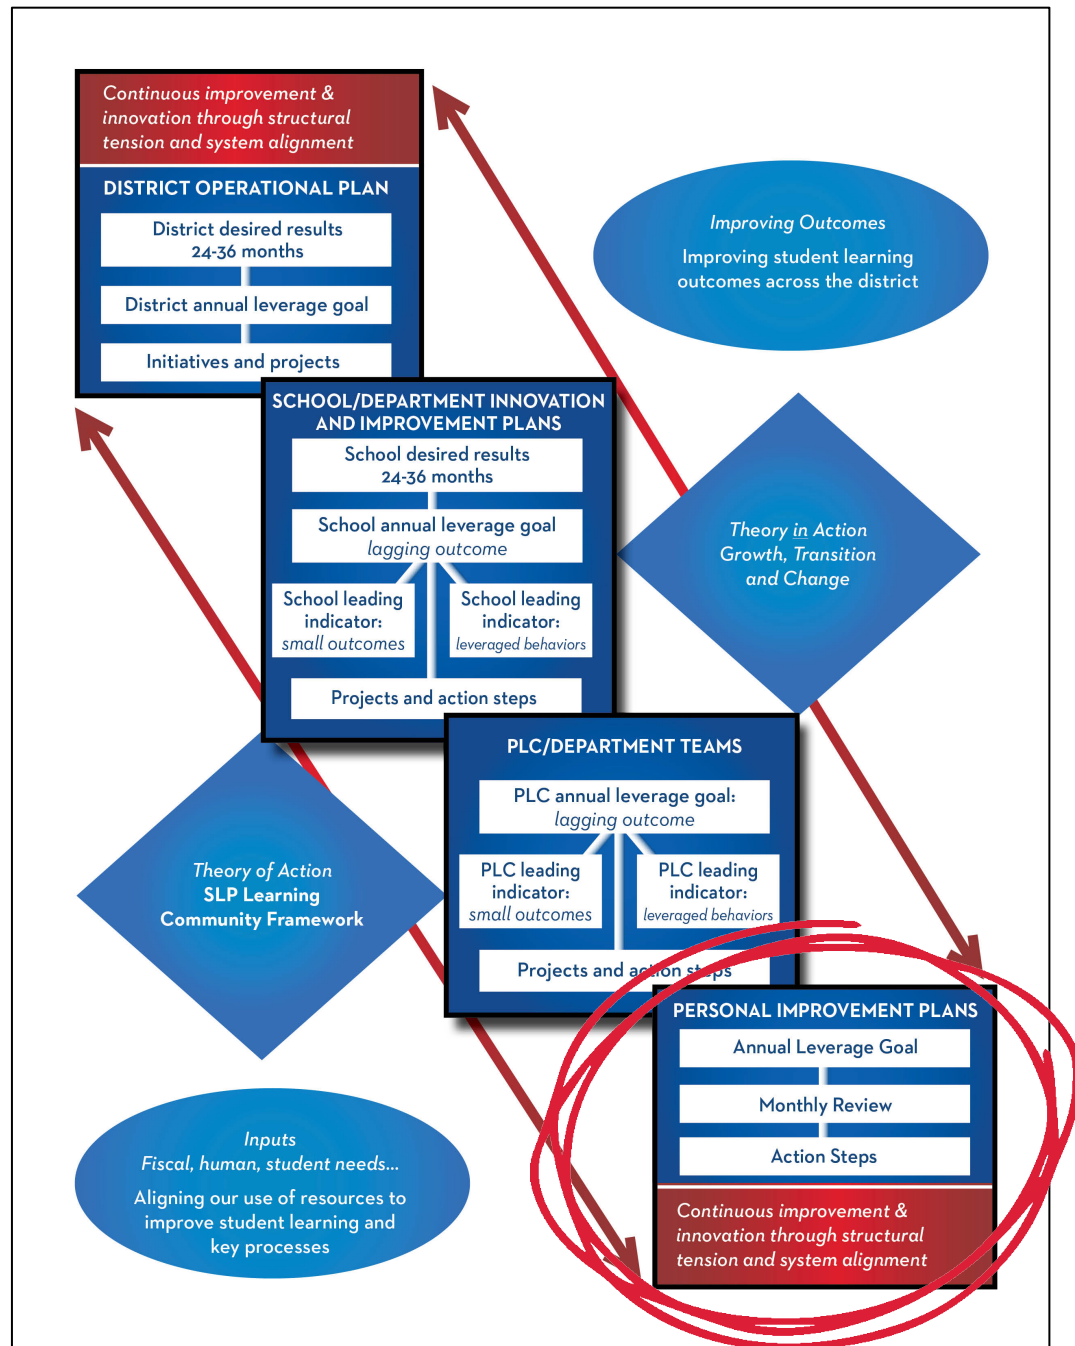 Continuous improvement &
innovation through structural
tension and system alignment
DISTRICT OPERATIONAL PLAN
District desired results
24-36 months
District annual leverage goal
Initiatives and projects
Improving Outcomes
Improving student learning
outcomes across the district
SCHOOL/DEPARTMENT INNOVATION
AND IMPROVEMENT PLANS
School desired results
24-36 months
School annual leverage goal
lagging outcome
School leading
indicator:
small outcomes
School leading
indicator:
leveraged behaviors
Projects and action steps
Theory in Action
Growth, Transition
and Change
PLC/DEPARTMENT TEAMS
PLC annual leverage goal:
lagging outcome
PLC leading
indicator:
small outcomes
PLC leading
indicator:
leveraged behaviors
Projects and action steps
Theory of Action
SLP Learning
Community Framework
PERSONAL IMPROVEMENT PLANS
Annual Leverage Goal
Monthly Review
Action Steps
Continuous improvement &
innovation through structural
tension and system alignment
Inputs
Fiscal, human, student needs...
Aligning our use of resources to
improve student learning and
key processes